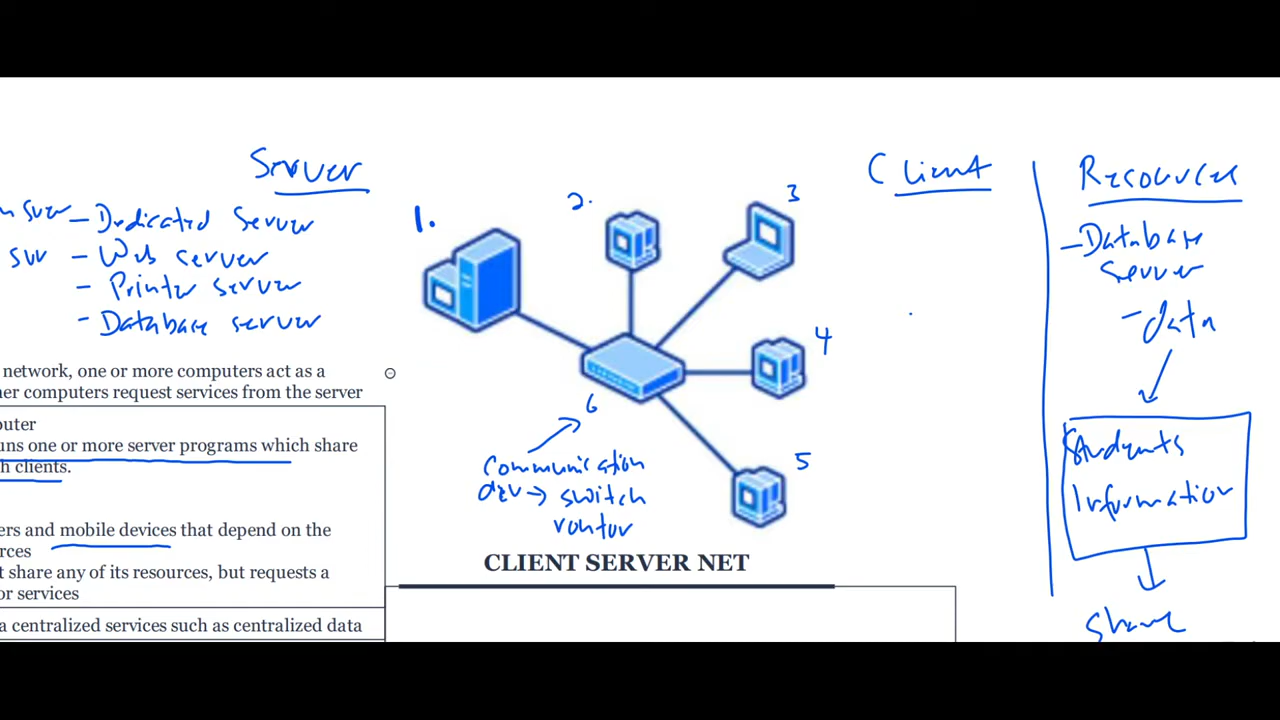 Server
- Dedicated server
- Web server
- Printer server
- Database server
network, one or more computers act as a
her computers request services from the server
puter
uns one or more server programs which share
h clients.
ers and mobile devices that depend on the
rces
t share any of its resources, but requests a
or services
a centralized services such as centralized data
1.
2.
3
4
5
6
Communication
dev → switch
router
CLIENT SERVER NET
Client
Resources
- Database
server
- data
Students
Information
share